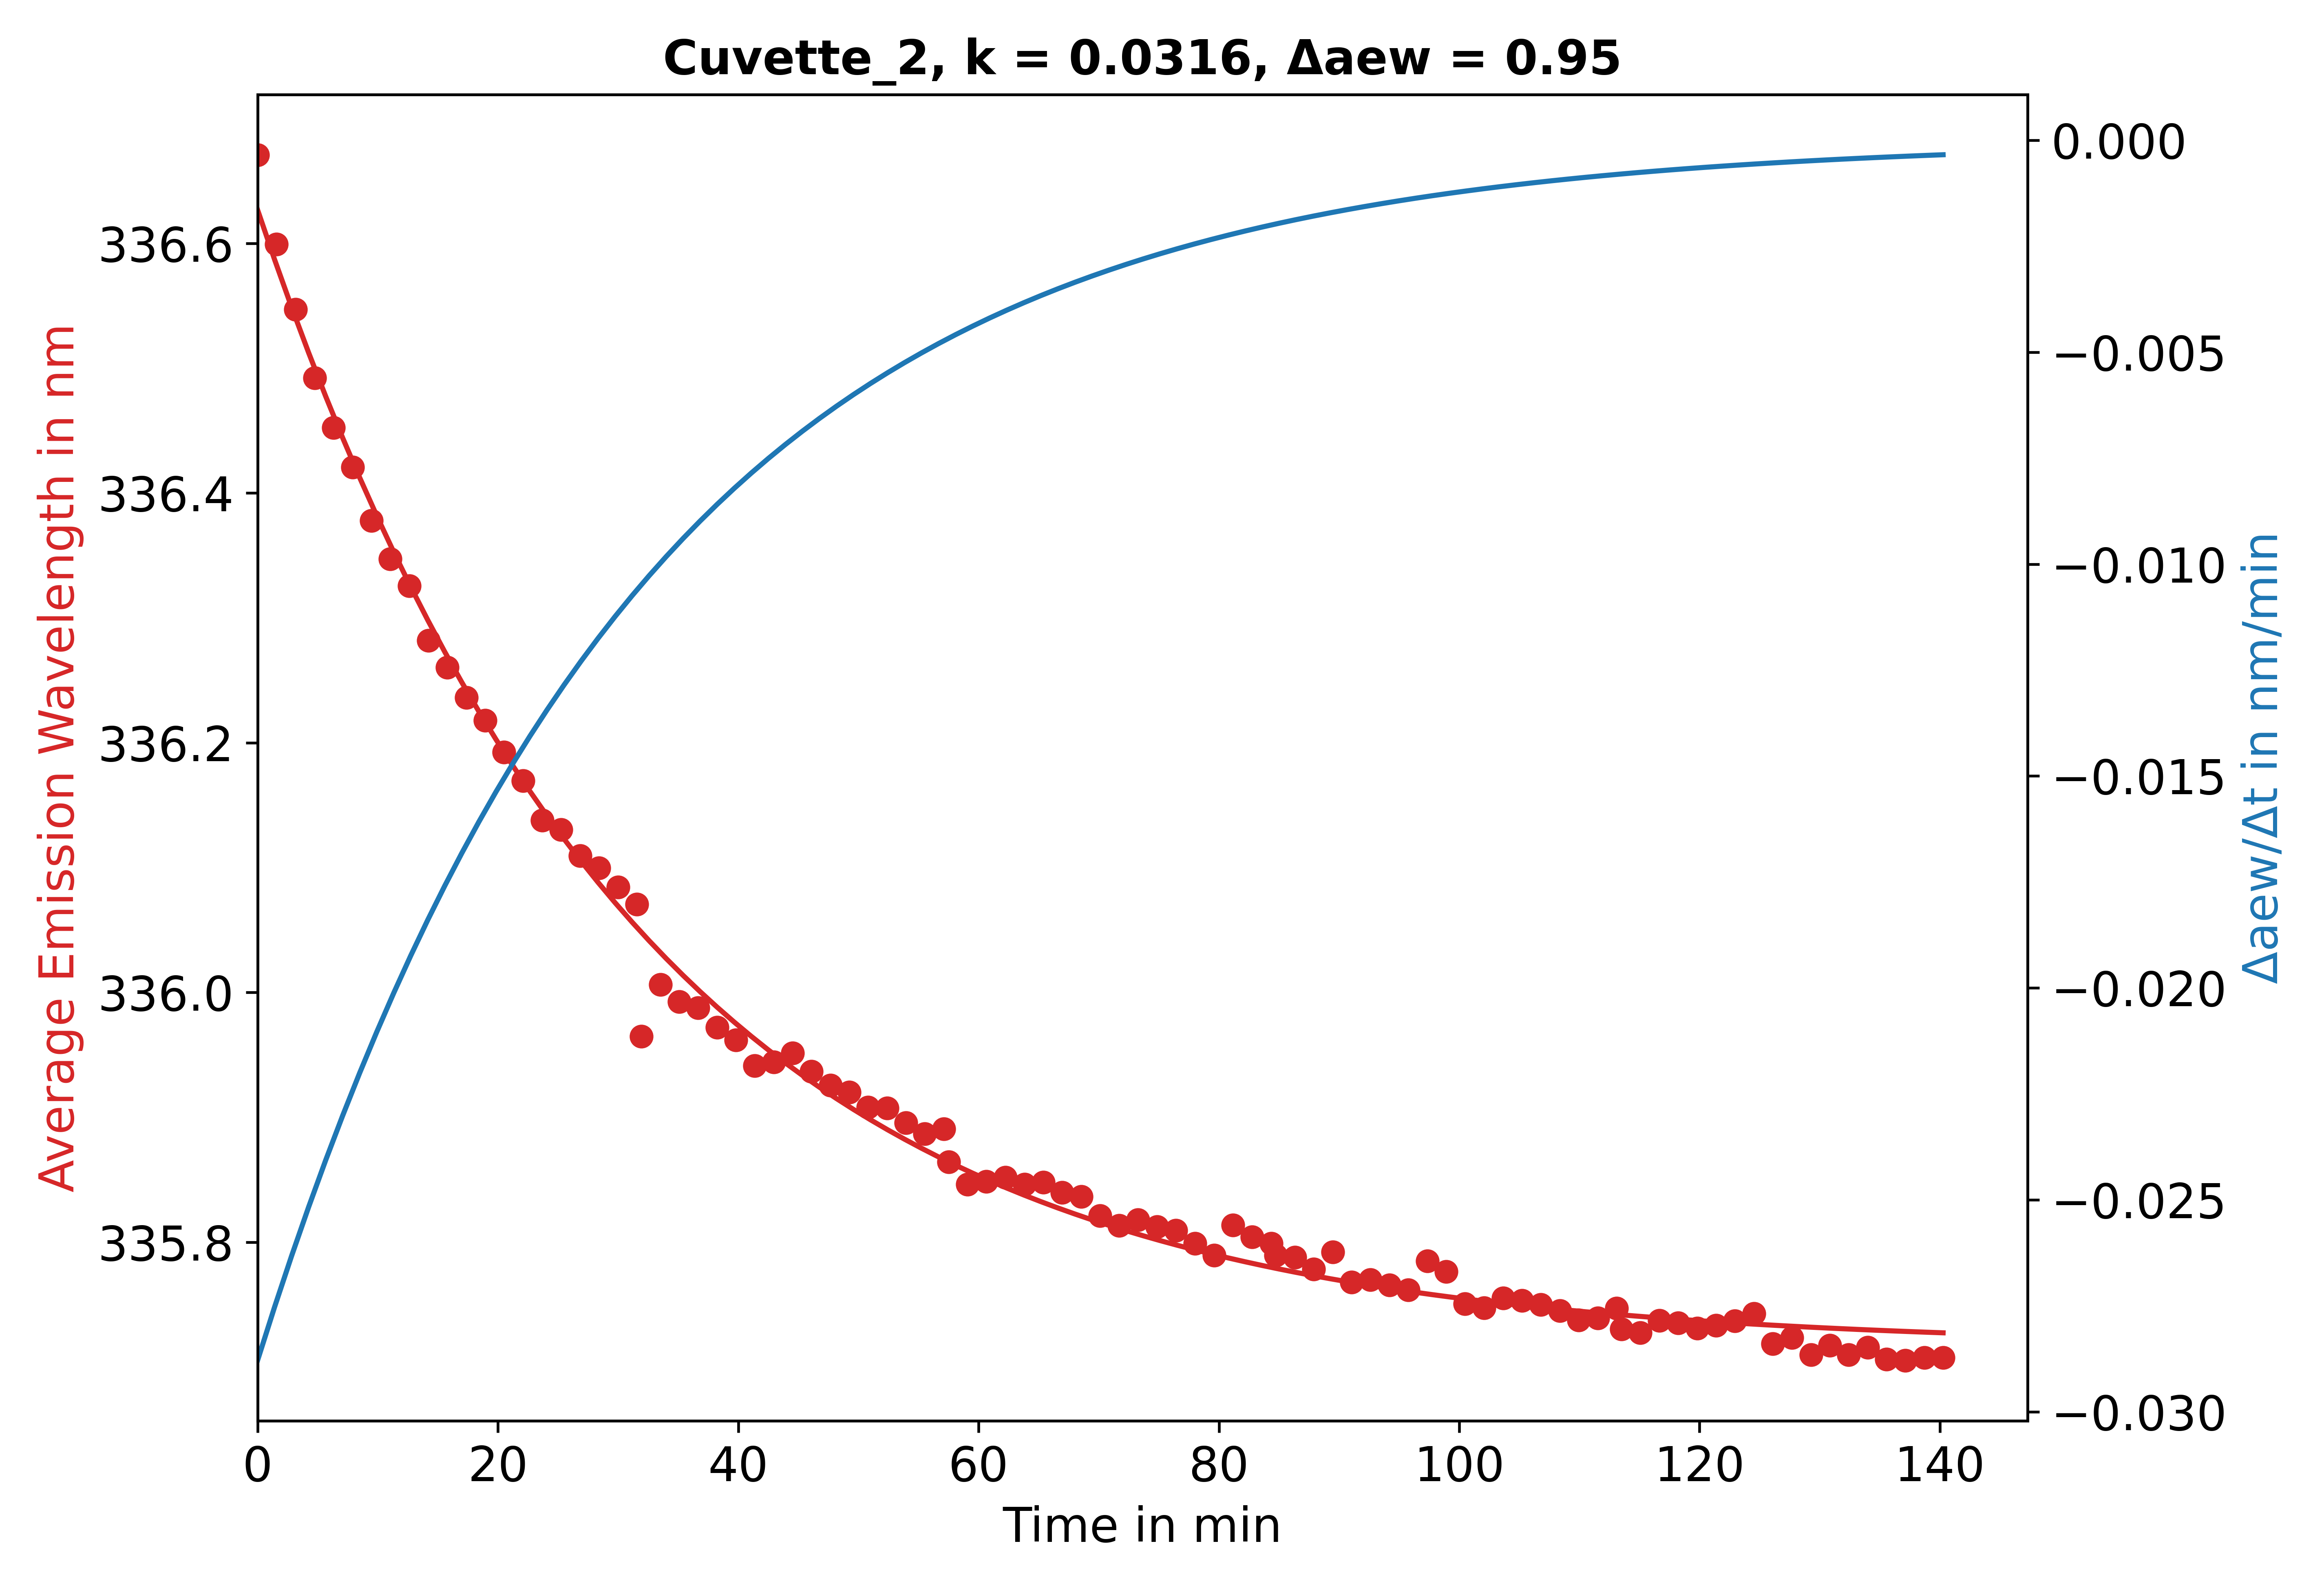 Cuvette_2, k = 0.0316, Δaew = 0.95
Average Emission Wavelength in nm
336.6
336.4
336.2
336.0
335.8
0.000
−0.005
−0.010
−0.015
−0.020
−0.025
−0.030
Δaew/Δt in nm/min
0 20 40 60 80 100 120 140
Time in min